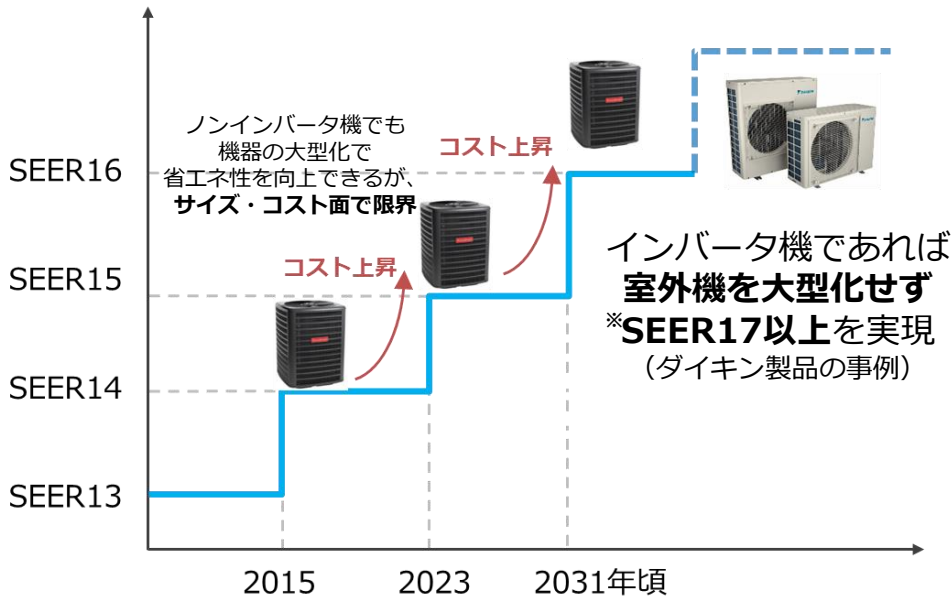 ノンインバータ機でも
機器の大型化で
省エネ性を向上できるが、
サイズ・コスト面で限界
コスト上昇
コスト上昇
SEER16
SEER15
SEER14
SEER13
インバータ機であれば
室外機を大型化せず
※SEER17以上を実現
（ダイキン製品の事例）
2015
2023
2031年頃